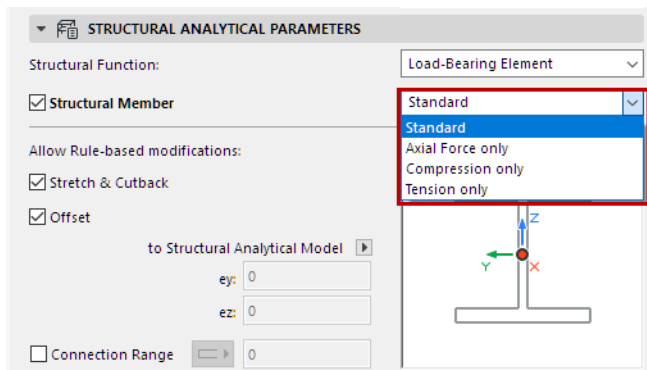 STRUCTURAL ANALYTICAL PARAMETERS
Structural Function:
Load-Bearing Element
Structural Member
Standard
Standard
Axial Force only
Compression only
Tension only
Allow Rule-based modifications:
Stretch & Cutback
Offset
to Structural Analytical Model
ey: 0
ez: 0
Connection Range 0
Z
Y X